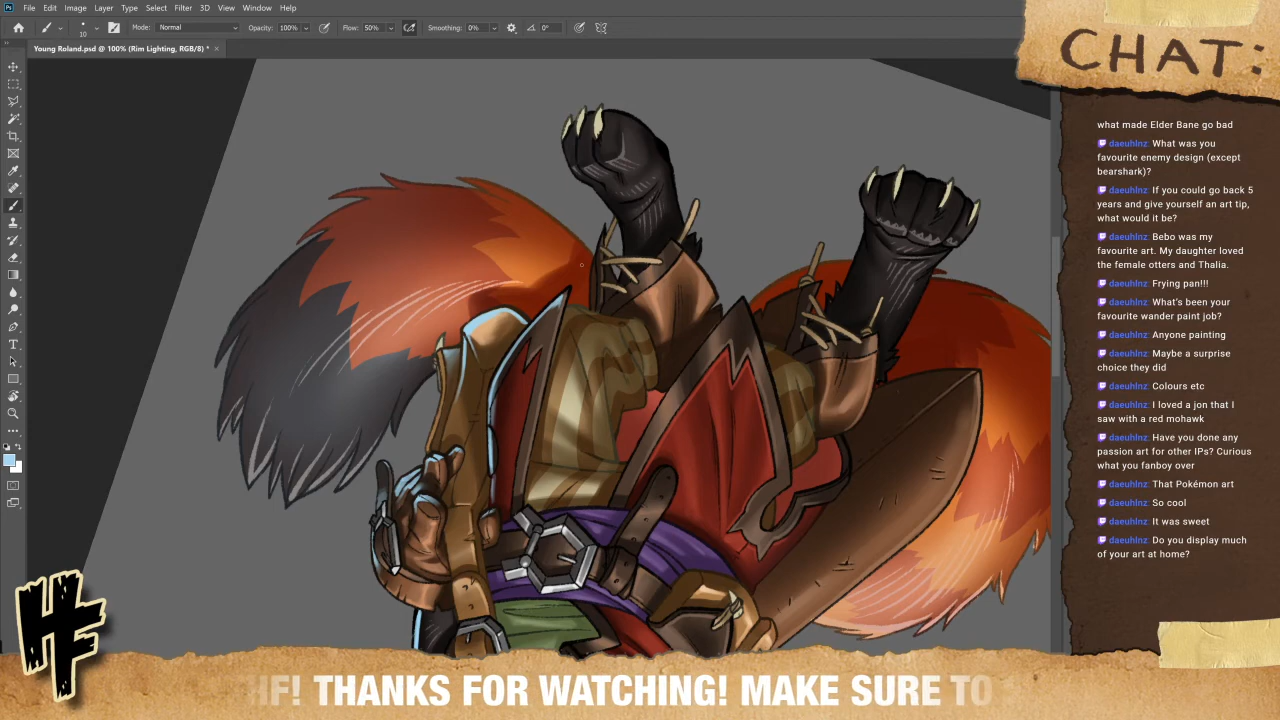 File Edit Image Layer Type Select Filter 3D View Window Help
10 Mode: Normal Opacity: 100% Flow: 50% Smoothing: 0% 0°
Young Roland.psd @ 100% (Rim Lighting, RGB/8) *
CHAT:
what made Elder Bane go bad
daeuhlnz: What was you
favourite enemy design (except
bearshark)?
daeuhlnz: If you could go back 5
years and give yourself an art tip,
what would it be?
daeuhlnz: Bebo was my
favourite art. My daughter loved
the female otters and Thalia.
daeuhlnz: Frying pan!!!
daeuhlnz: What's been your
favourite wander paint job?
daeuhlnz: Anyone painting
daeuhlnz: Maybe a surprise
choice they did
daeuhlnz: Colours etc
daeuhlnz: I loved a jon that I
saw with a red mohawk
daeuhlnz: Have you done any
passion art for other IPs? Curious
what you fanboy over
daeuhlnz: That Pokémon art
daeuhlnz: So cool
daeuhlnz: It was sweet
daeuhlnz: Do you display much
of your art at home?
HF
HF! THANKS FOR WATCHING! MAKE SURE TO